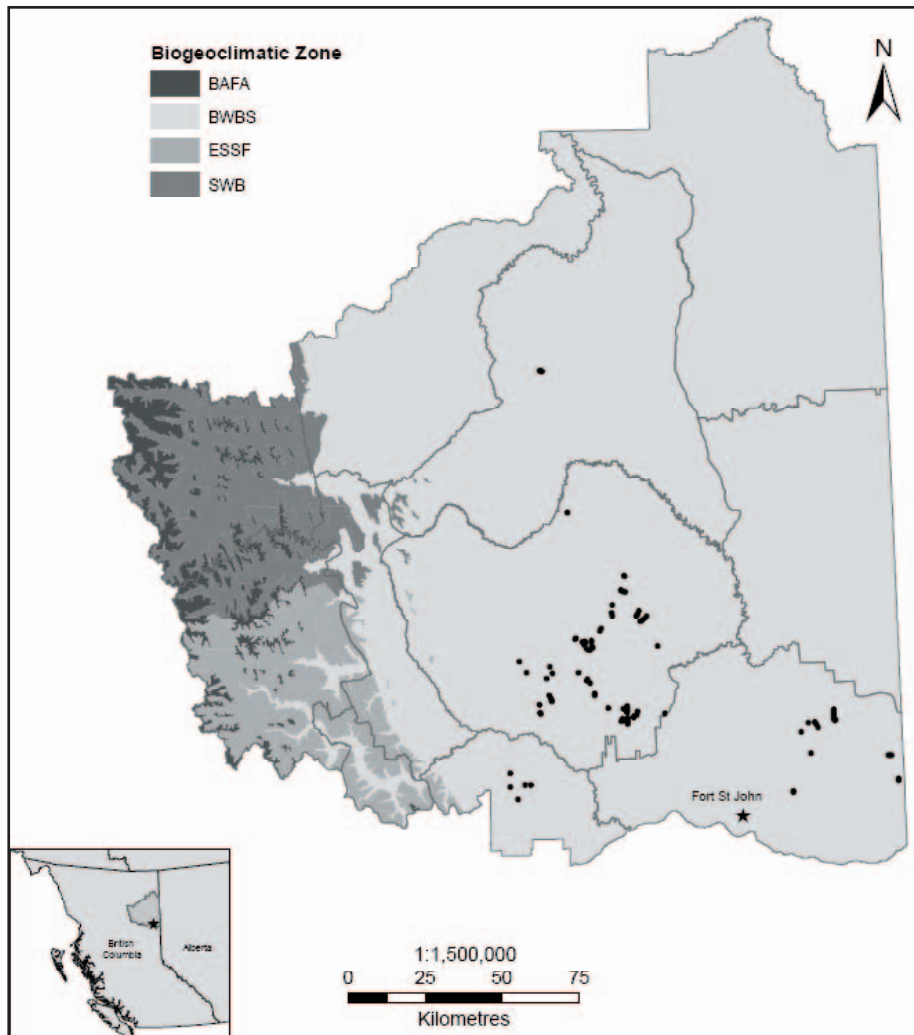 Biogeoclimatic Zone
BAFA
BWBS
ESSF
SWB
N
Fort St John
British
Columbia
Alberta
1:1,500,000
0 25 50 75
Kilometres